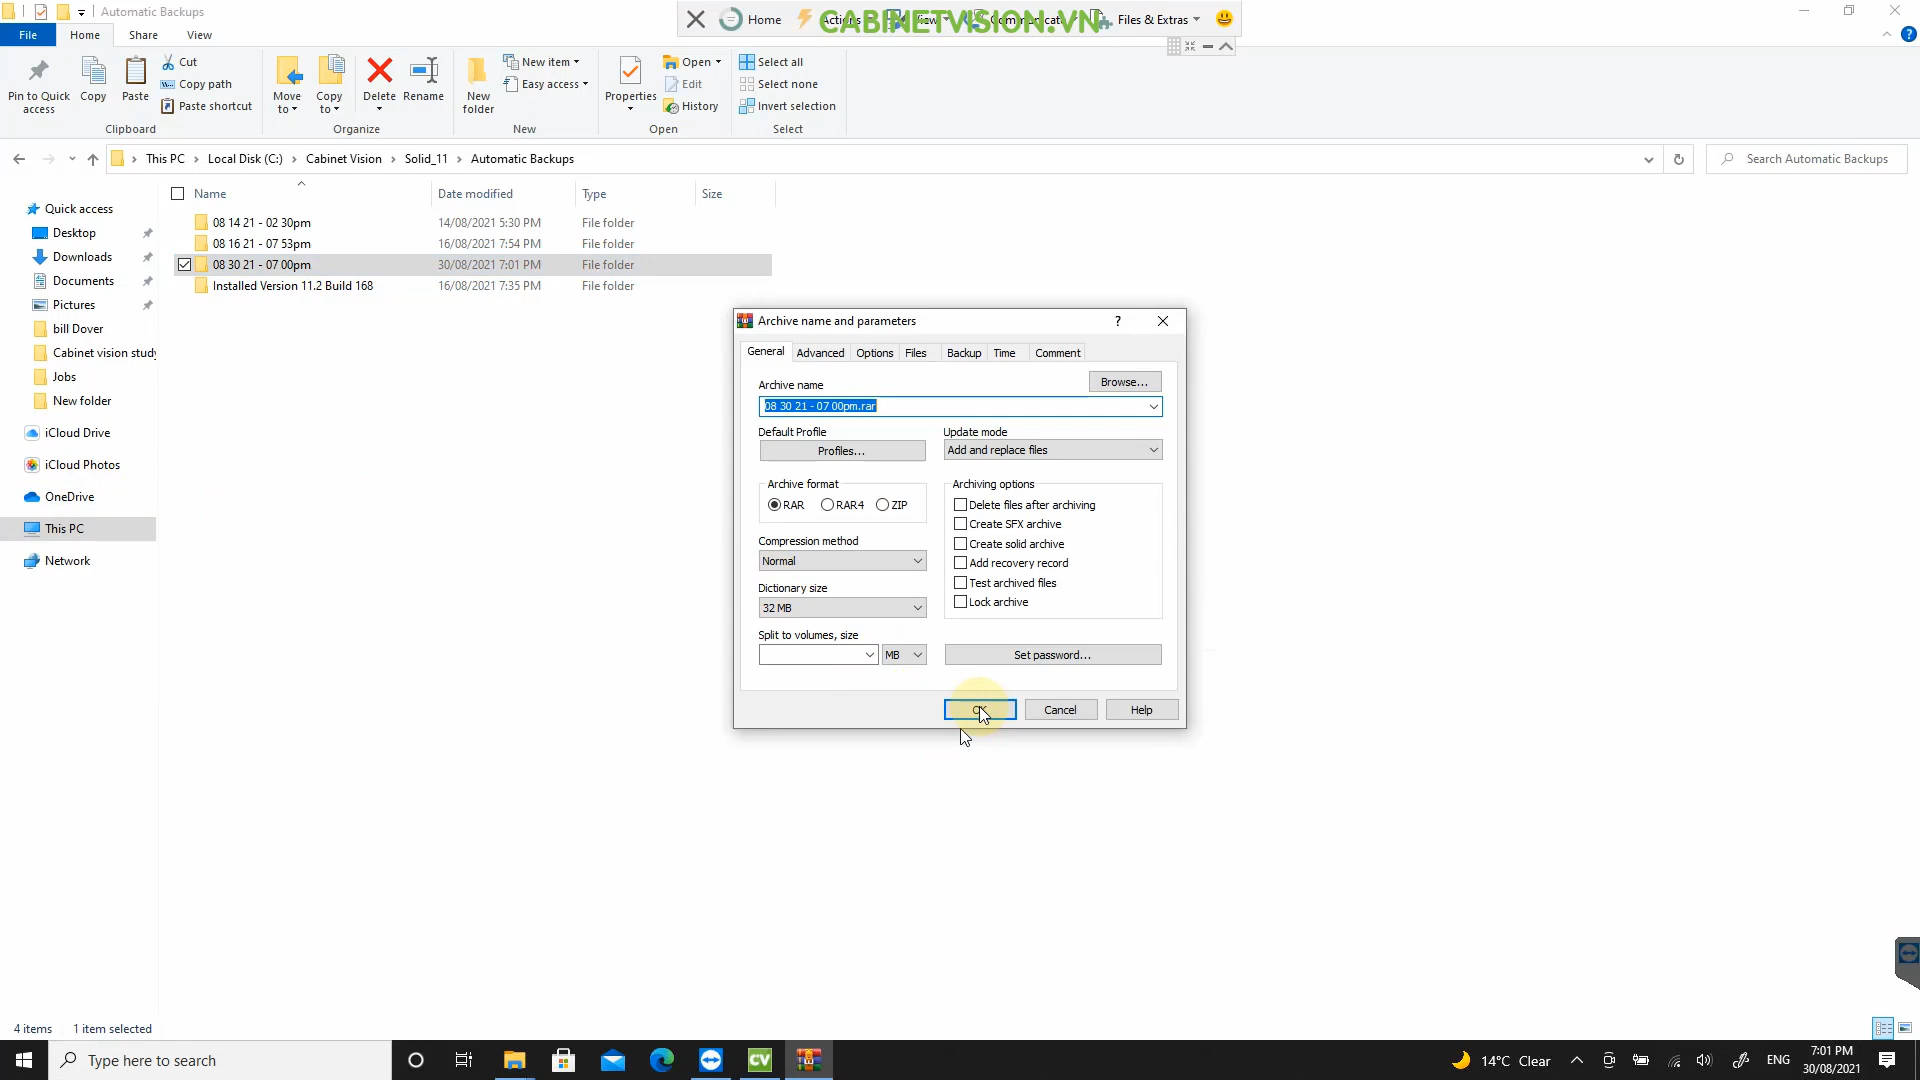 Automatic Backups
Home
Actions
View
Communicate
Files & Extras
CABINETVISION.VN
File
Home
Share
View
Pin to Quick access
Copy
Paste
Cut
Copy path
Paste shortcut
Clipboard
Move to
Copy to
Delete
Rename
Organize
New folder
New item
Easy access
New
Properties
Open
Edit
History
Open
Select all
Select none
Invert selection
Select
This PC
Local Disk (C:)
Cabinet Vision
Solid_11
Automatic Backups
Search Automatic Backups
Name
Date modified
Type
Size
08 14 21 - 02 30pm
14/08/2021 5:30 PM
File folder
08 16 21 - 07 53pm
16/08/2021 7:54 PM
File folder
08 30 21 - 07 00pm
30/08/2021 7:01 PM
File folder
Installed Version 11.2 Build 168
16/08/2021 7:35 PM
File folder
Quick access
Desktop
Downloads
Documents
Pictures
bill Dover
Cabinet vision study
Jobs
New folder
iCloud Drive
iCloud Photos
OneDrive
This PC
Network
Archive name and parameters
?
General
Advanced
Options
Files
Backup
Time
Comment
Archive name
Browse...
08 30 21 - 07 00pm.rar
Default Profile
Profiles...
Update mode
Add and replace files
Archive format
RAR
RAR4
ZIP
Archiving options
Delete files after archiving
Create SFX archive
Create solid archive
Add recovery record
Test archived files
Lock archive
Compression method
Normal
Dictionary size
32 MB
Split to volumes, size
MB
Set password...
OK
Cancel
Help
4 items
1 item selected
Type here to search
CV
14°C Clear
ENG
7:01 PM
30/08/2021